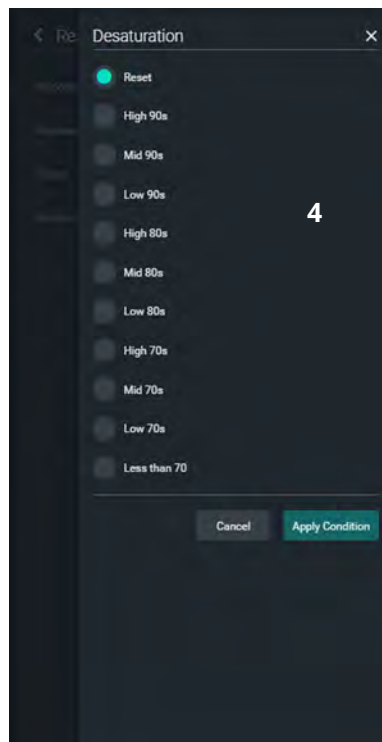 Re
Desaturation ×
Reset
High 90s
Mid 90s
Low 90s
4
High 80s
Mid 80s
Low 80s
High 70s
Mid 70s
Low 70s
Less than 70
Cancel Apply Condition